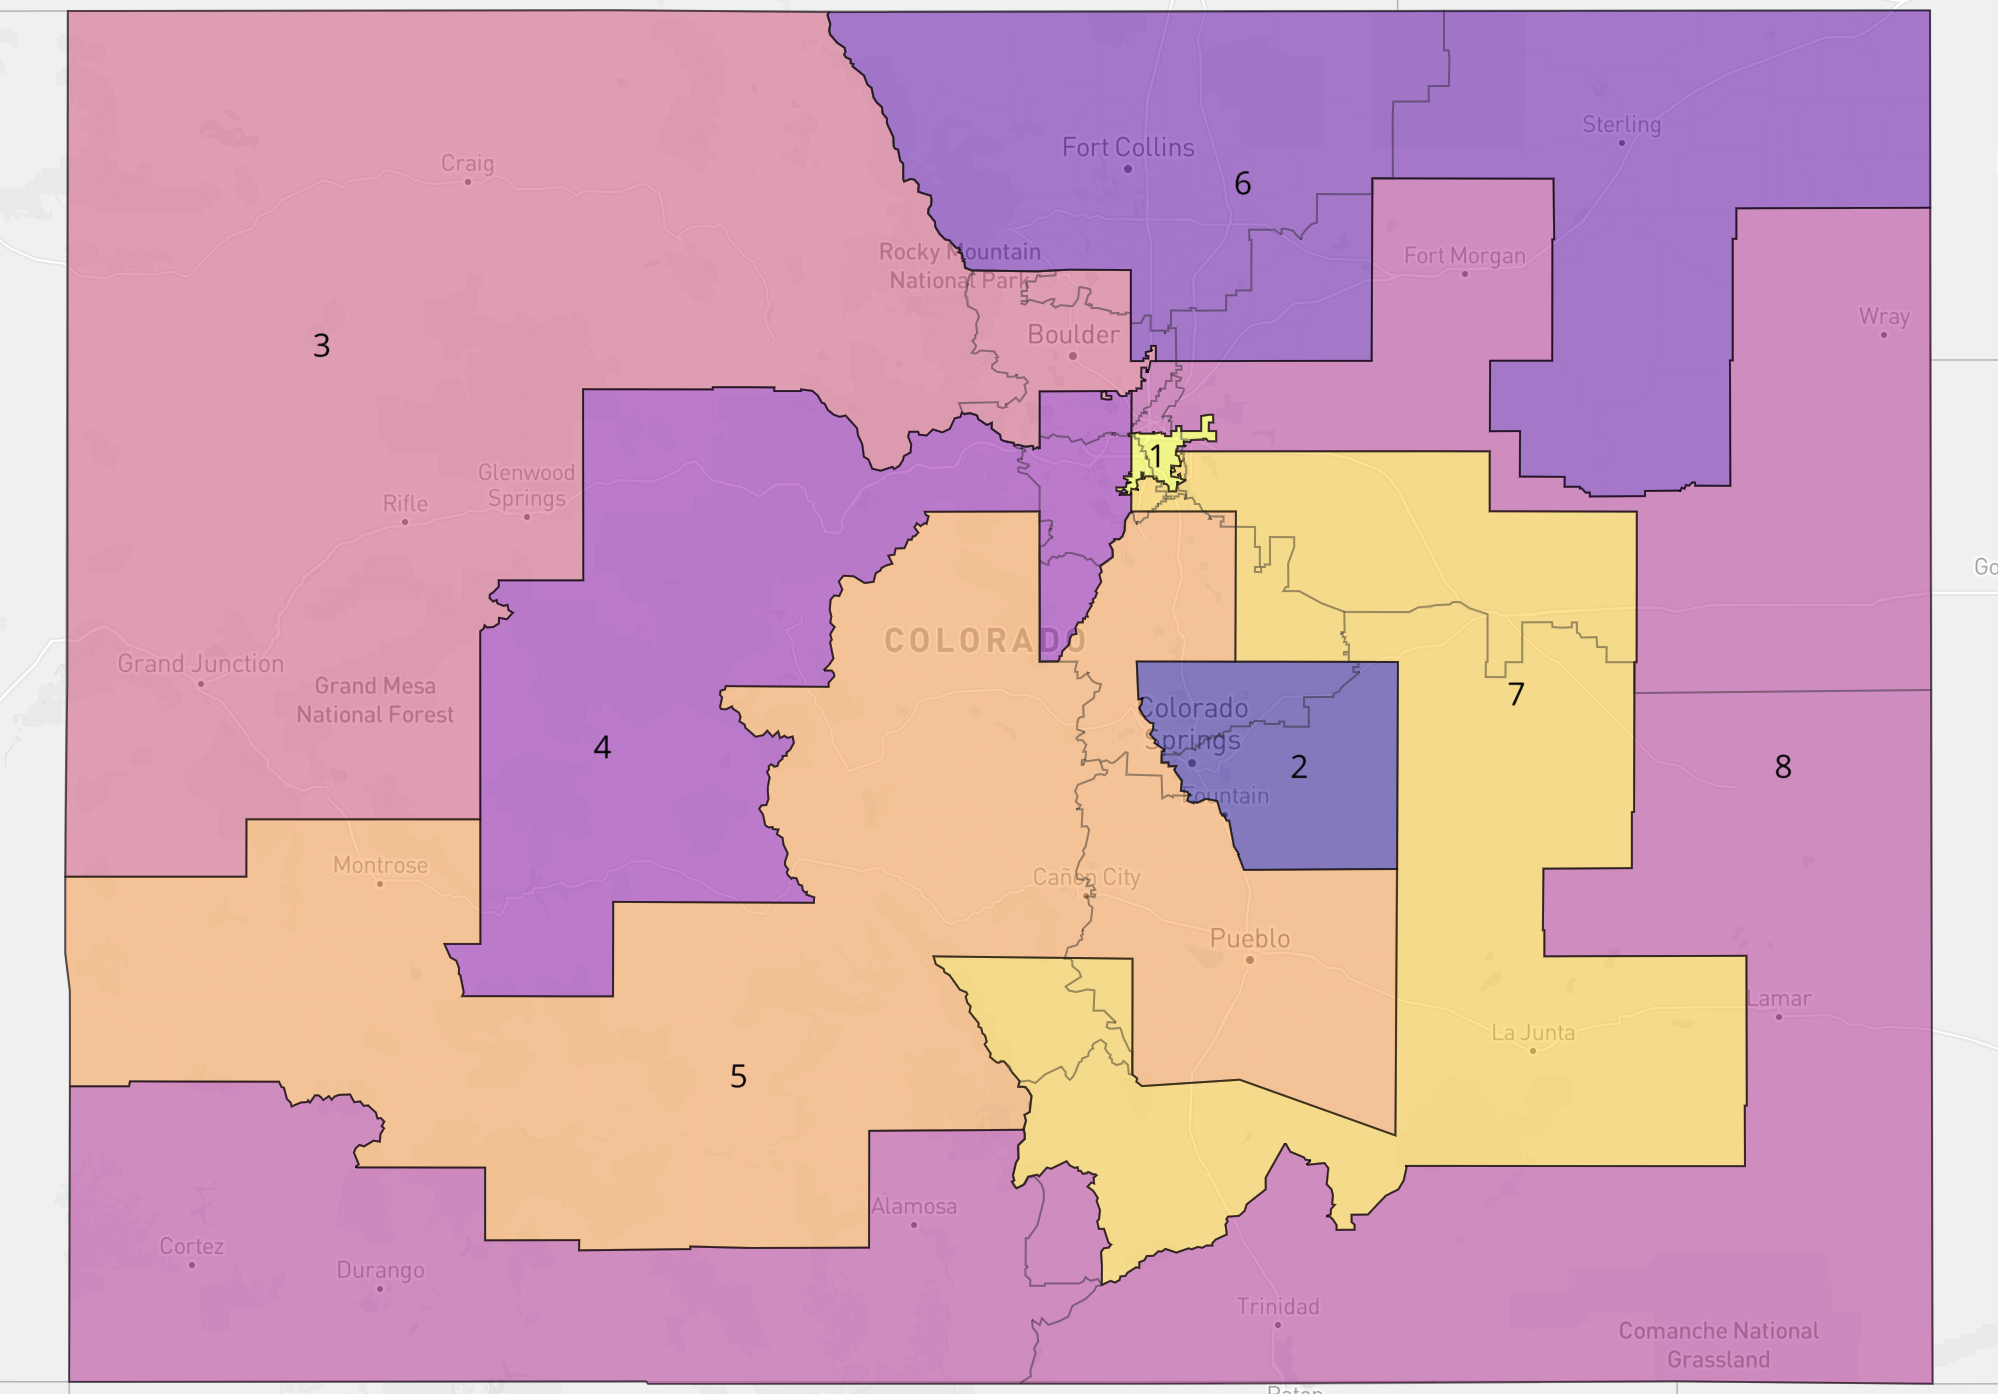 Sterling
Fort Collins
Craig
6
Rocky Mountain
National Park
Fort Morgan
Wray
Boulder
3
1
Glenwood
Springs
Rifle
Go
COLORADO
Grand Junction
Grand Mesa
National Forest
7
Colorado
Springs
4
2
8
Fountain
Montrose
Cañon City
Pueblo
Lamar
La Junta
5
Alamosa
Cortez
Durango
Trinidad
Comanche National
Grassland
Raton